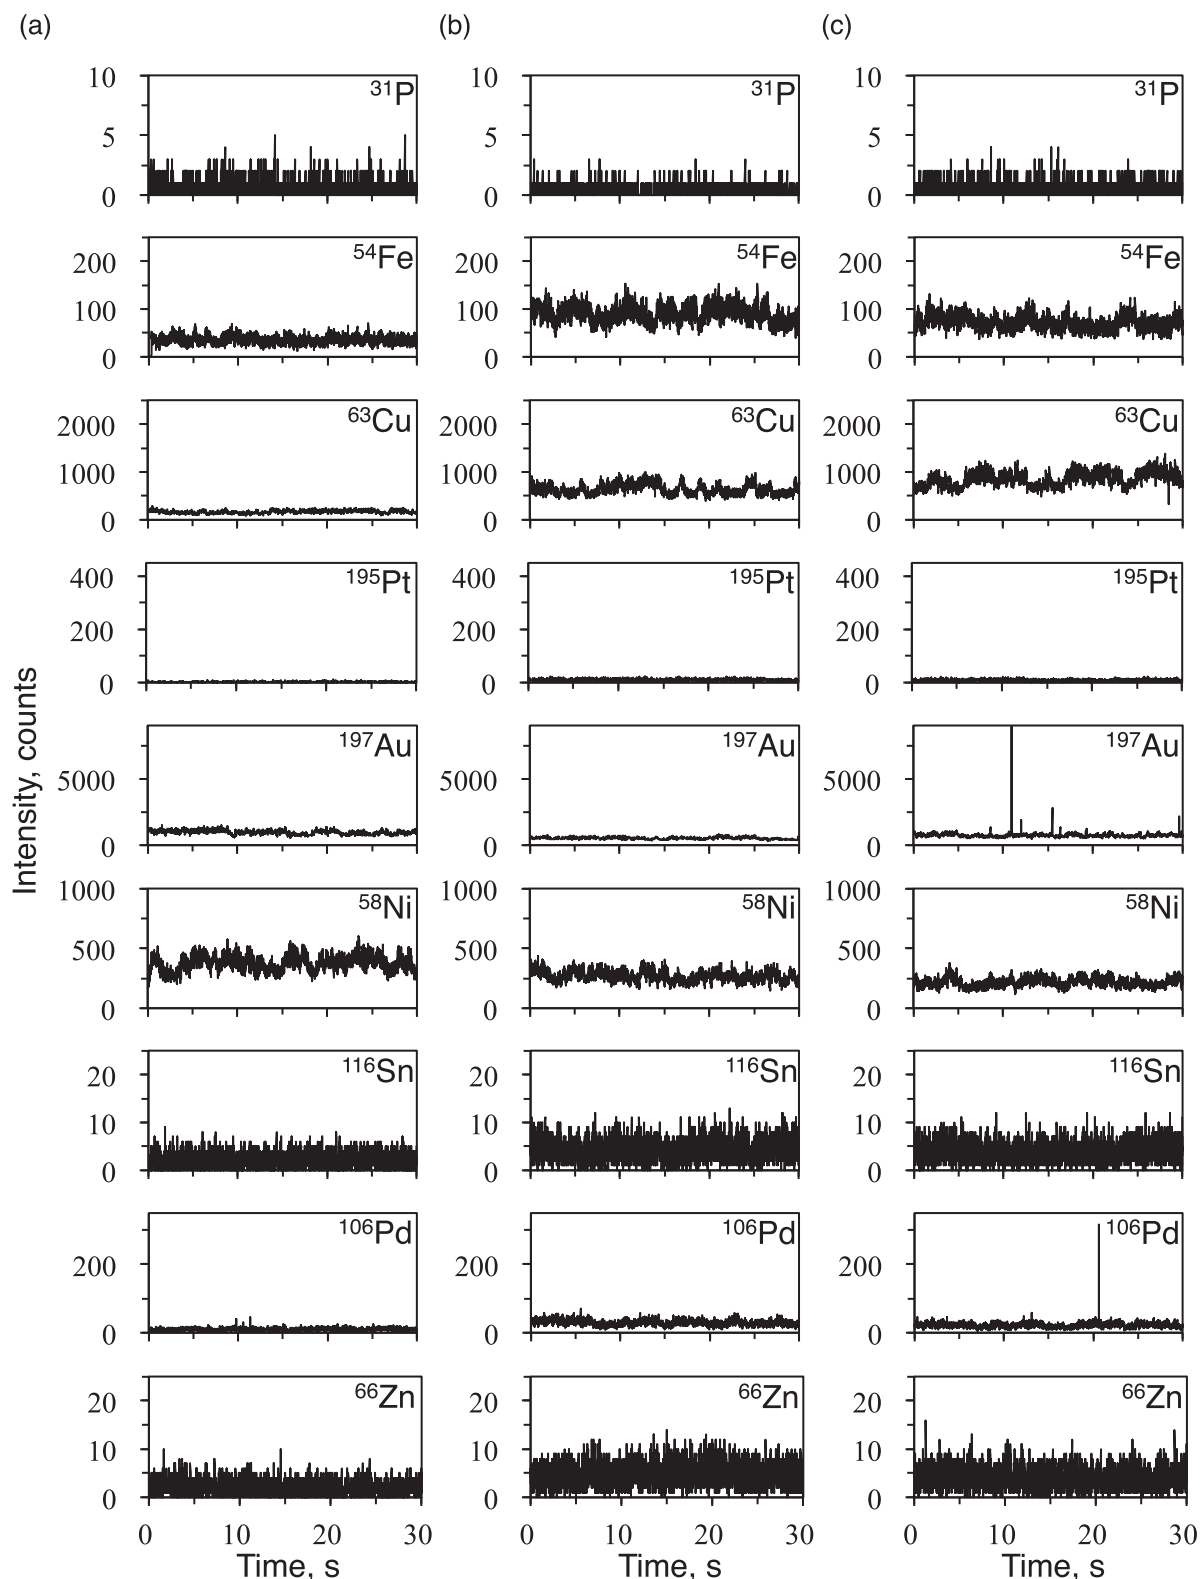 (a) (b) (c)
10 ³¹P 10 ³¹P 10 ³¹P
5 5 5
0 0 0
200 ⁵⁴Fe 200 ⁵⁴Fe 200 ⁵⁴Fe
100 100 100
0 0 0
2000 ⁶³Cu 2000 ⁶³Cu 2000 ⁶³Cu
1000 1000 1000
0 0 0
400 ¹⁹⁵Pt 400 ¹⁹⁵Pt 400 ¹⁹⁵Pt
200 200 200
0 0 0
Intensity, counts
¹⁹⁷Au ¹⁹⁷Au ¹⁹⁷Au
5000 5000 5000
0 0 0
1000 ⁵⁸Ni 1000 ⁵⁸Ni 1000 ⁵⁸Ni
500 500 500
0 0 0
20 ¹¹⁶Sn 20 ¹¹⁶Sn 20 ¹¹⁶Sn
10 10 10
0 0 0
¹⁰⁶Pd ¹⁰⁶Pd ¹⁰⁶Pd
200 200 200
0 0 0
20 ⁶⁶Zn 20 ⁶⁶Zn 20 ⁶⁶Zn
10 10 10
0 0 0
0 10 20 30 0 10 20 30 0 10 20 30
Time, s Time, s Time, s